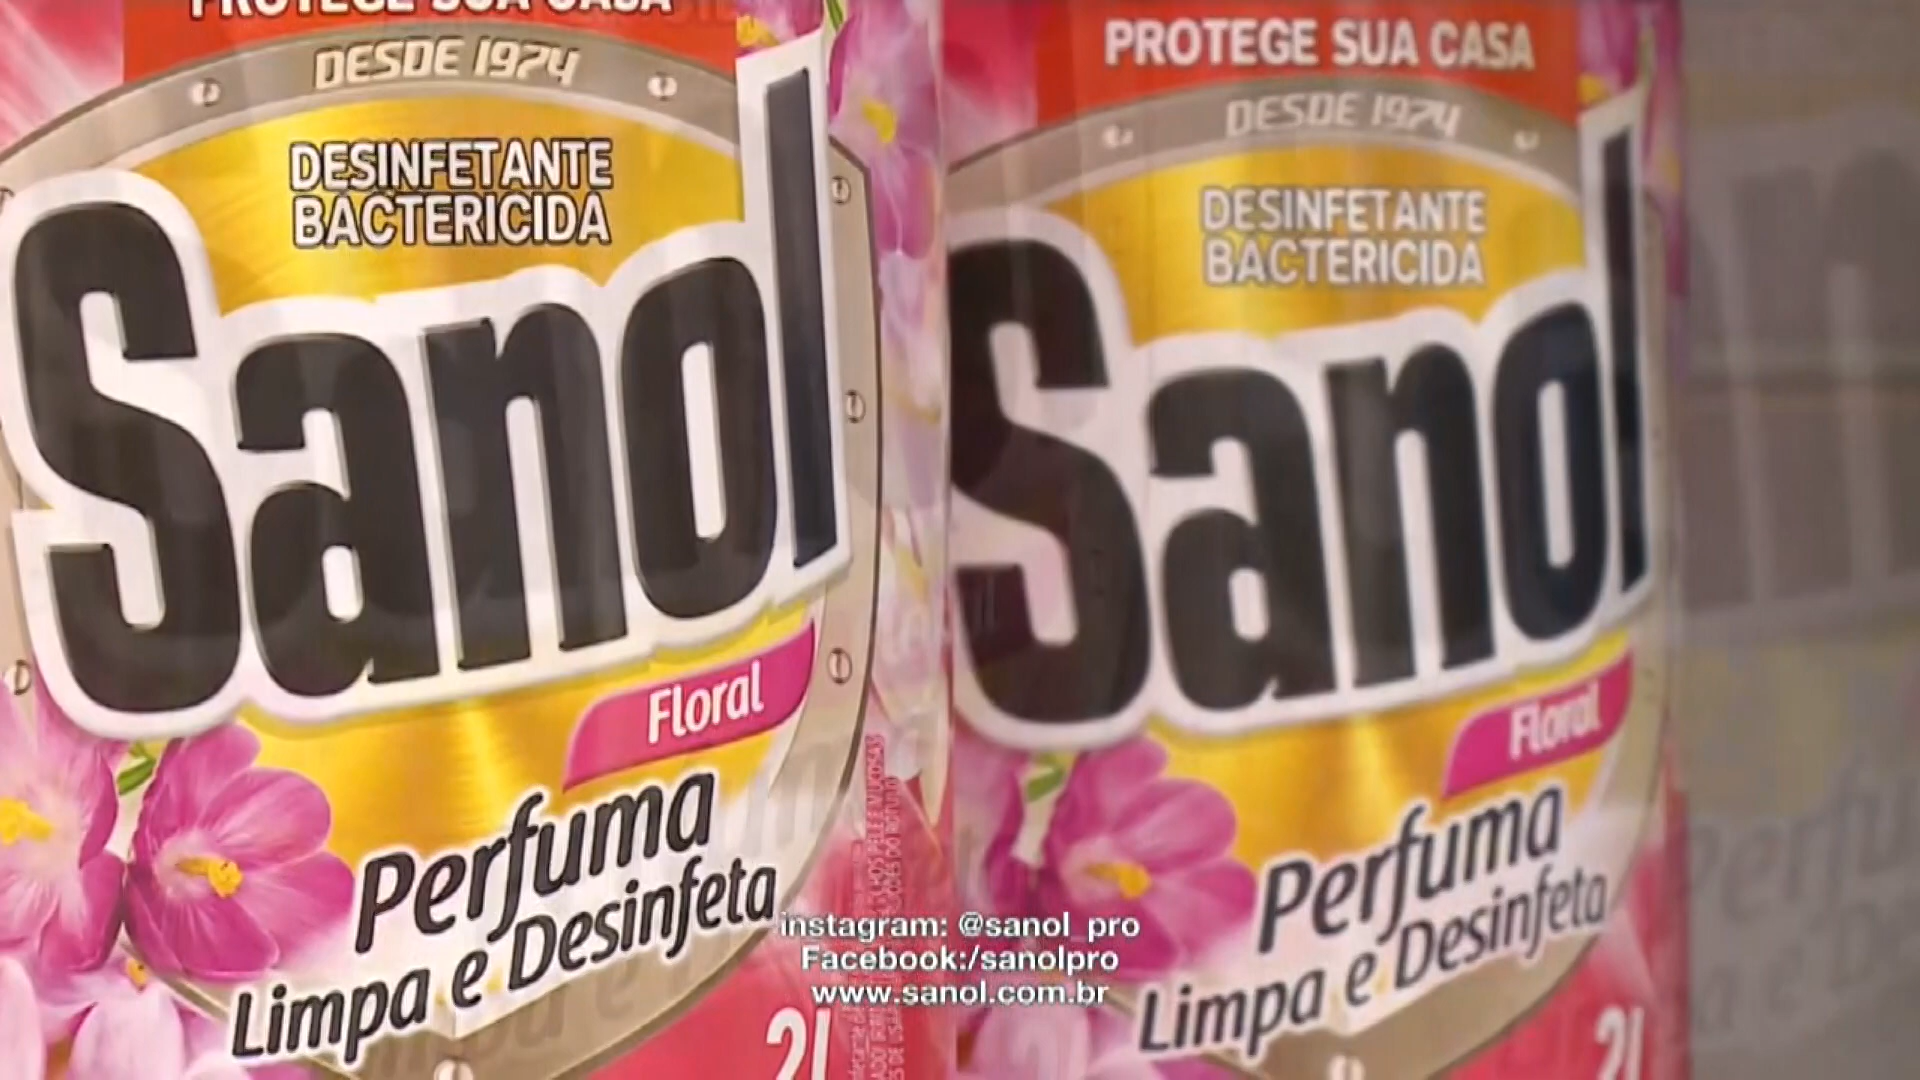 PROTEGE SUA CASA
DESDE 1974
DESINFETANTE
BACTERICIDA
Sanol
Floral
Perfuma
Limpa e Desinfeta
2l
PROTEGE SUA CASA
DESDE 1974
DESINFETANTE
BACTERICIDA
Sanol
Floral
Perfuma
Limpa e Desinfeta
2l
instagram: @sanol_pro
Facebook:/sanolpro
www.sanol.com.br